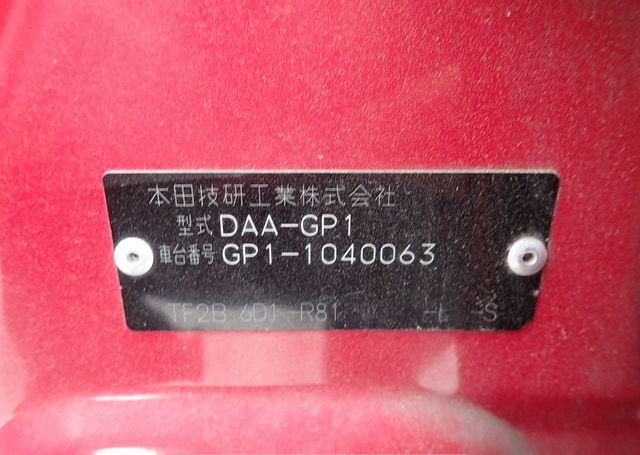 本田技研工業株式会社
型式 DAA-GP1
車台番号 GP1-1040063
TF2B 6D1-R81 -L -S